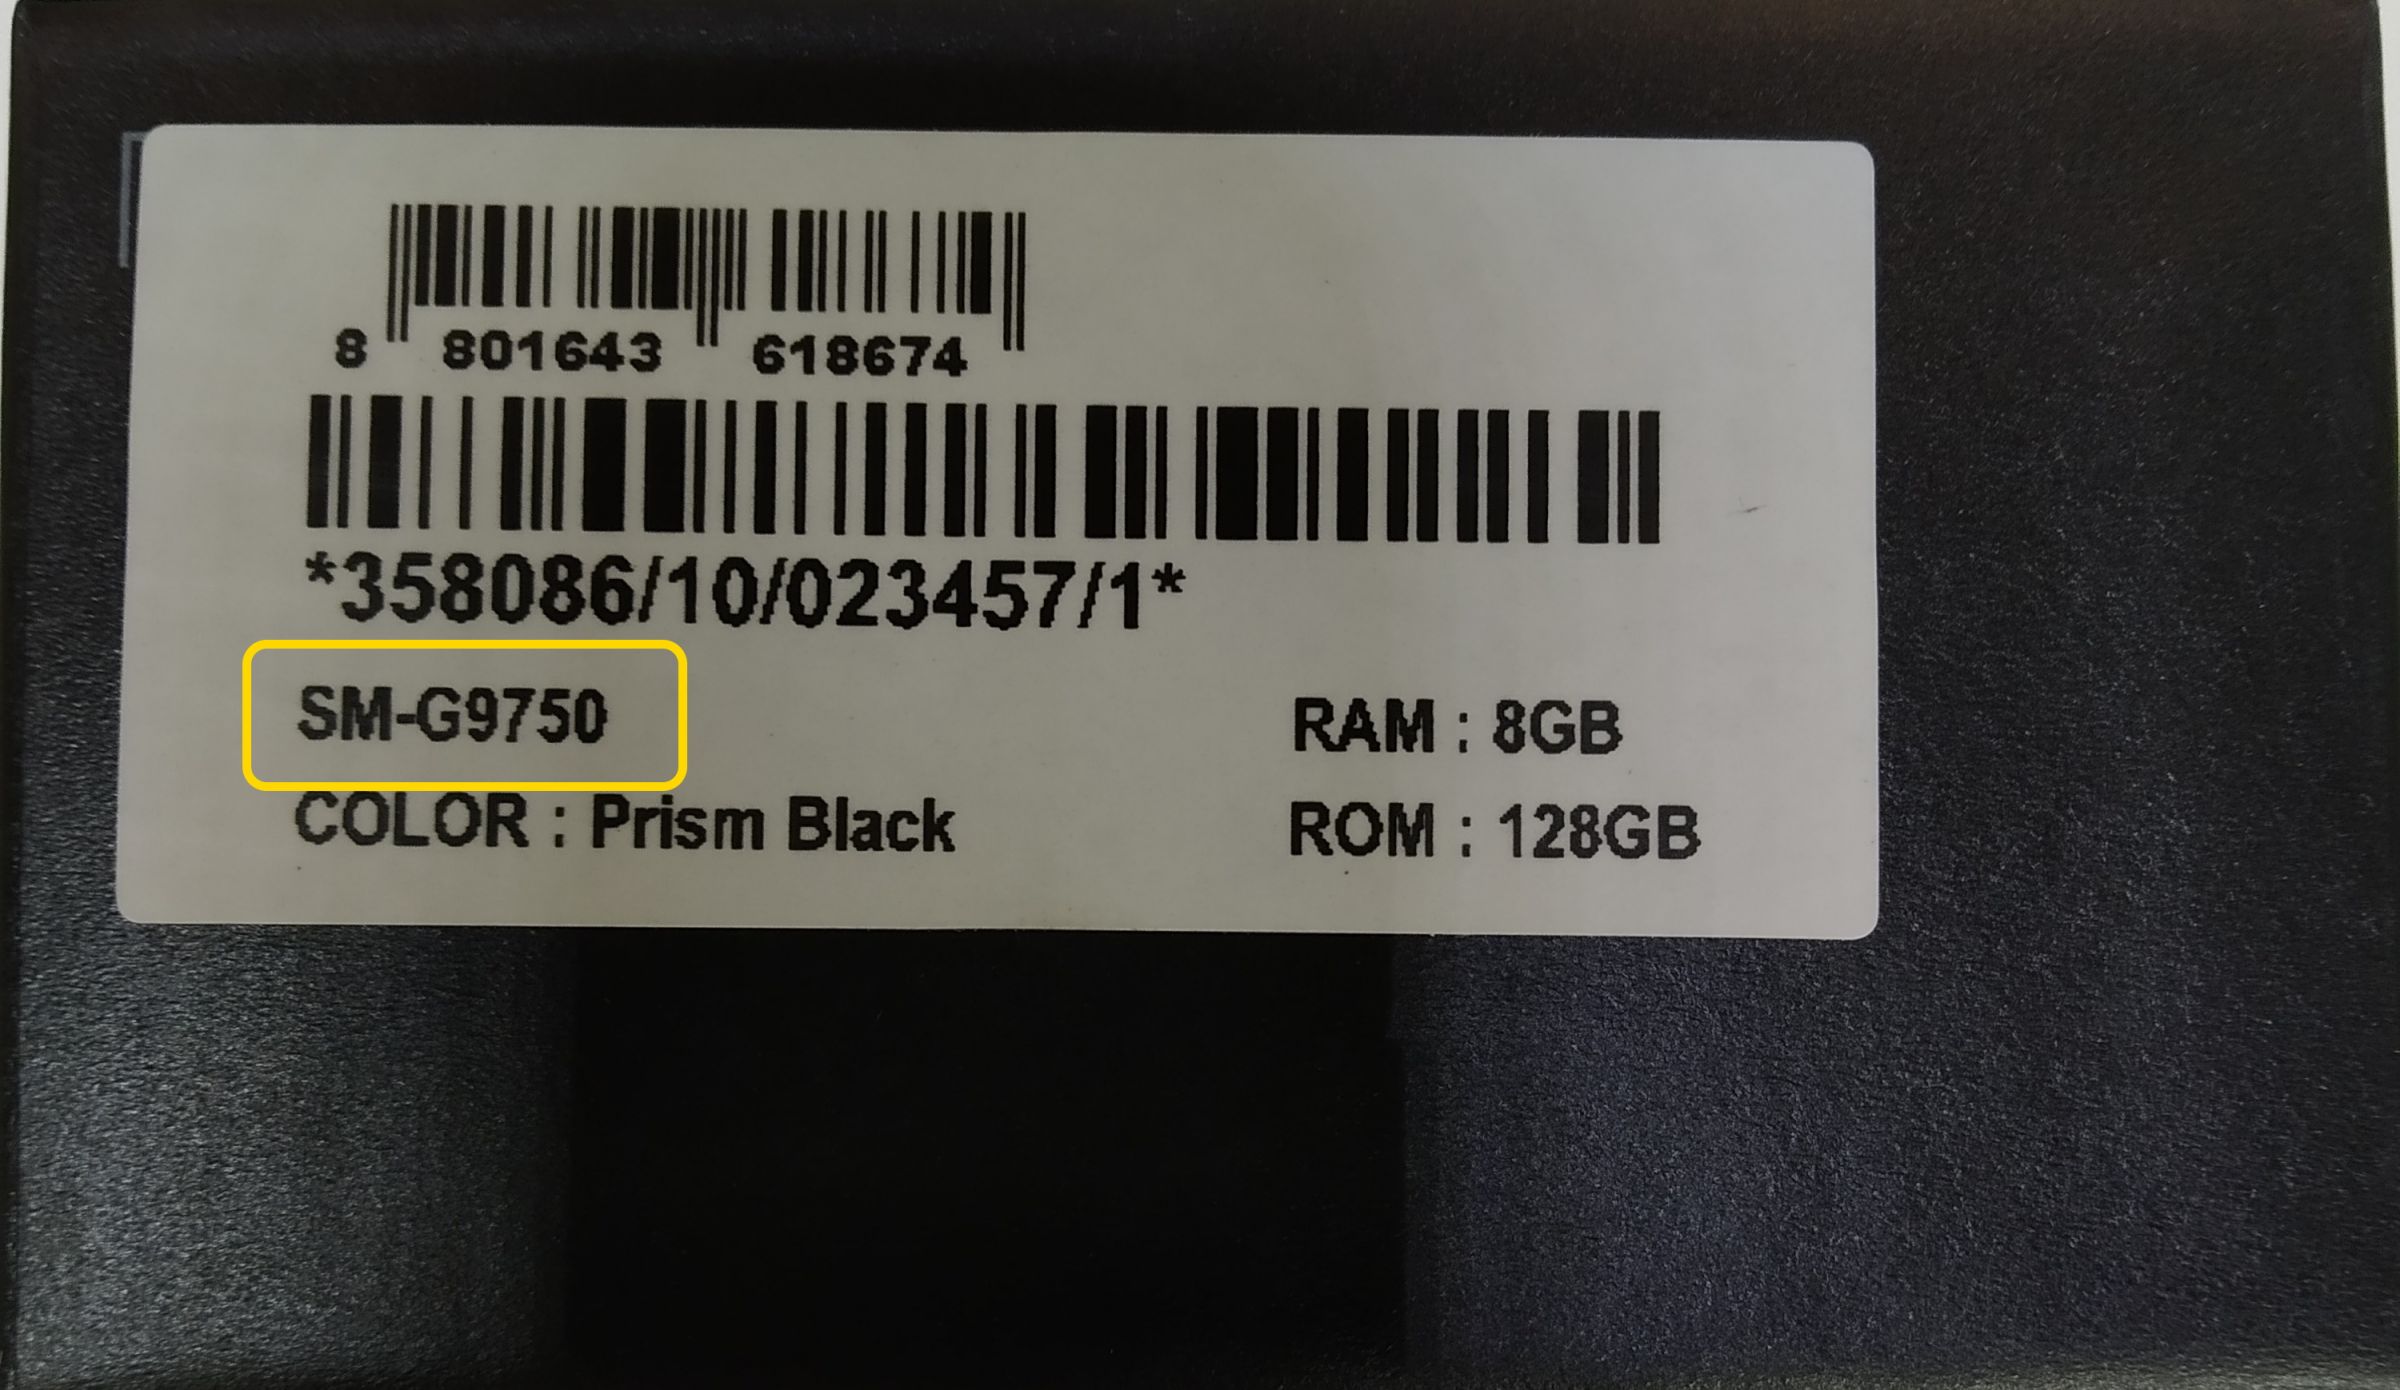 8 801643 618674
*358086/10/023457/1*
SM-G9750 RAM : 8GB
COLOR : Prism Black ROM : 128GB